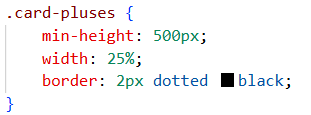 .card-pluses {
    min-height: 500px;
    width: 25%;
    border: 2px dotted black;
}